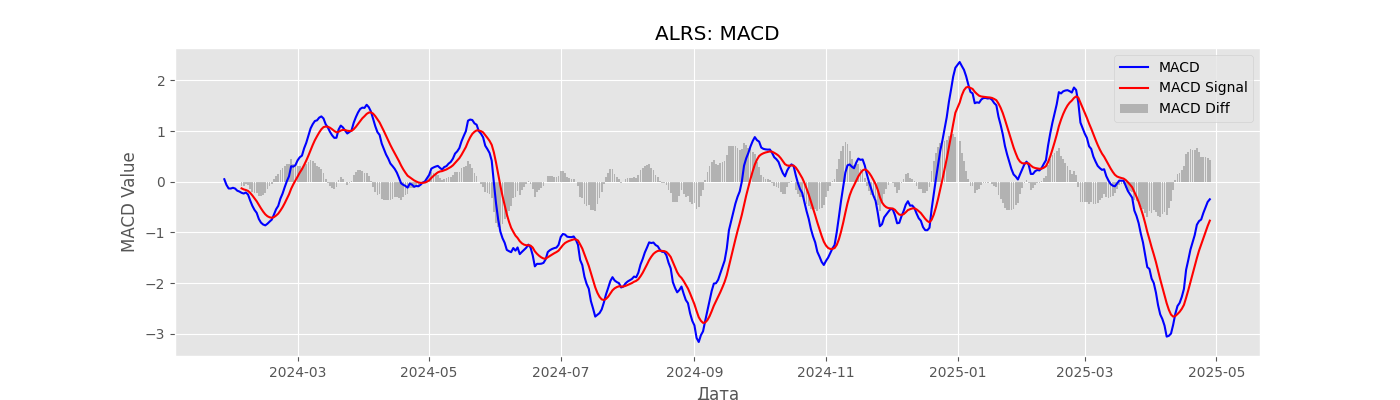 ALRS: MACD
MACD
MACD Signal
MACD Diff
MACD Value
2
1
0
−1
−2
−3
2024-03
2024-05
2024-07
2024-09
2024-11
2025-01
2025-03
2025-05
Дата